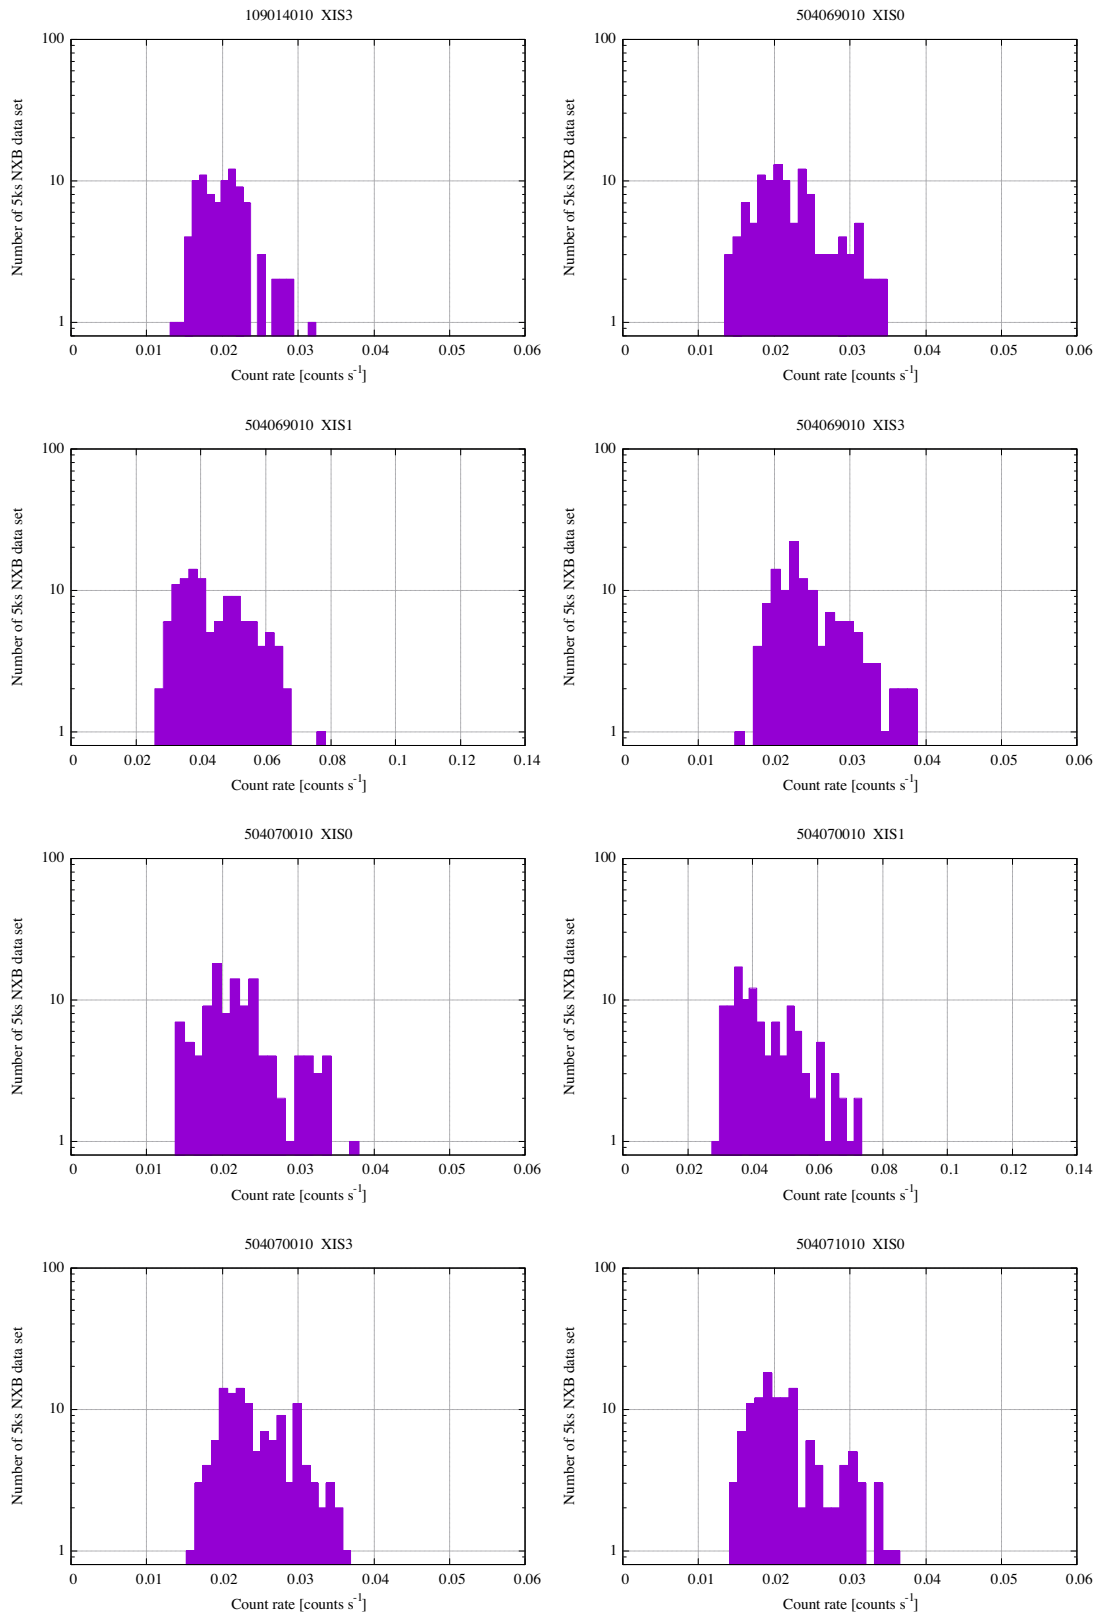 109014010 XIS3
100
10
1
0 0.01 0.02 0.03 0.04 0.05 0.06
Number of 5ks NXB data set
Count rate [counts s⁻¹]
504069010 XIS0
100
10
1
0 0.01 0.02 0.03 0.04 0.05 0.06
Number of 5ks NXB data set
Count rate [counts s⁻¹]
504069010 XIS1
100
10
1
0 0.02 0.04 0.06 0.08 0.1 0.12 0.14
Number of 5ks NXB data set
Count rate [counts s⁻¹]
504069010 XIS3
100
10
1
0 0.01 0.02 0.03 0.04 0.05 0.06
Number of 5ks NXB data set
Count rate [counts s⁻¹]
504070010 XIS0
100
10
1
0 0.01 0.02 0.03 0.04 0.05 0.06
Number of 5ks NXB data set
Count rate [counts s⁻¹]
504070010 XIS1
100
10
1
0 0.02 0.04 0.06 0.08 0.1 0.12 0.14
Number of 5ks NXB data set
Count rate [counts s⁻¹]
504070010 XIS3
100
10
1
0 0.01 0.02 0.03 0.04 0.05 0.06
Number of 5ks NXB data set
Count rate [counts s⁻¹]
504071010 XIS0
100
10
1
0 0.01 0.02 0.03 0.04 0.05 0.06
Number of 5ks NXB data set
Count rate [counts s⁻¹]